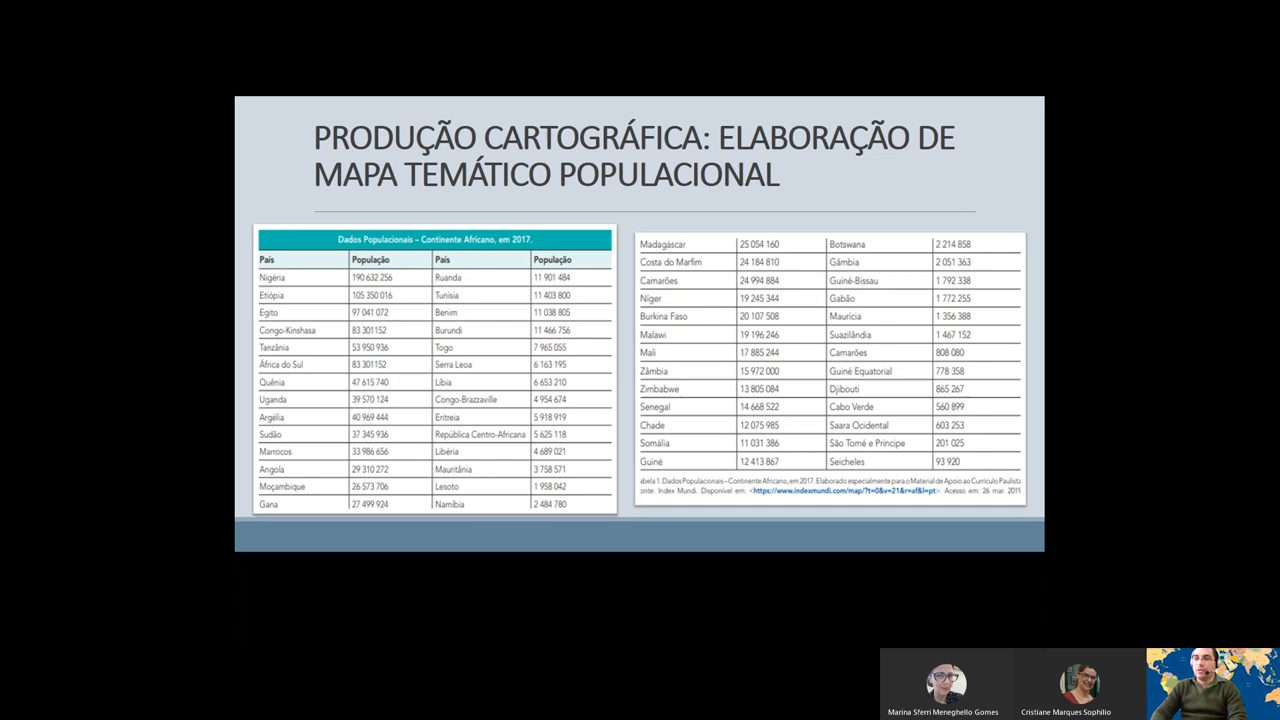 PRODUÇÃO CARTOGRÁFICA: ELABORAÇÃO DE
MAPA TEMÁTICO POPULACIONAL
Dados Populacionais – Continente Africano, em 2017.
País População País População
Nigéria 190 632 256 Ruanda 11 901 484
Etiópia 105 350 016 Tunísia 11 403 800
Egito 97 041 072 Benim 11 038 805
Congo-Kinshasa 83 301152 Burundi 11 466 756
Tanzânia 53 950 936 Togo 7 965 055
África do Sul 83 301152 Serra Leoa 6 163 195
Quênia 47 615 740 Líbia 6 653 210
Uganda 39 570 124 Congo-Brazzaville 4 954 674
Argélia 40 969 444 Eritreia 5 918 919
Sudão 37 345 936 República Centro-Africana 5 625 118
Marrocos 33 986 656 Libéria 4 689 021
Angola 29 310 272 Mauritânia 3 758 571
Moçambique 26 573 706 Lesoto 1 958 042
Gana 27 499 924 Namíbia 2 484 780
Madagáscar 25 054 160 Botswana 2 214 858
Costa do Marfim 24 184 810 Gâmbia 2 051 363
Camarões 24 994 884 Guiné-Bissau 1 792 338
Níger 19 245 344 Gabão 1 772 255
Burkina Faso 20 107 508 Maurícia 1 356 388
Malawi 19 196 246 Suazilândia 1 467 152
Mali 17 885 244 Camarões 808 080
Zâmbia 15 972 000 Guiné Equatorial 778 358
Zimbabwe 13 805 084 Djibouti 865 267
Senegal 14 668 522 Cabo Verde 560 899
Chade 12 075 985 Saara Ocidental 603 253
Somália 11 031 386 São Tomé e Príncipe 201 025
Guiné 12 413 867 Seicheles 93 920
abela 1. Dados Populacionais – Continente Africano, em 2017. Elaborado especialmente para o Material de Apoio ao Currículo Paulista
onte: Index Mundi. Disponível em: <https://www.indexmundi.com/map/?t=0&v=21&r=af&l=pt>. Acesso em: 26 mar. 2019
Marina Sferri Meneghello Gomes
Cristiane Marques Sophilio